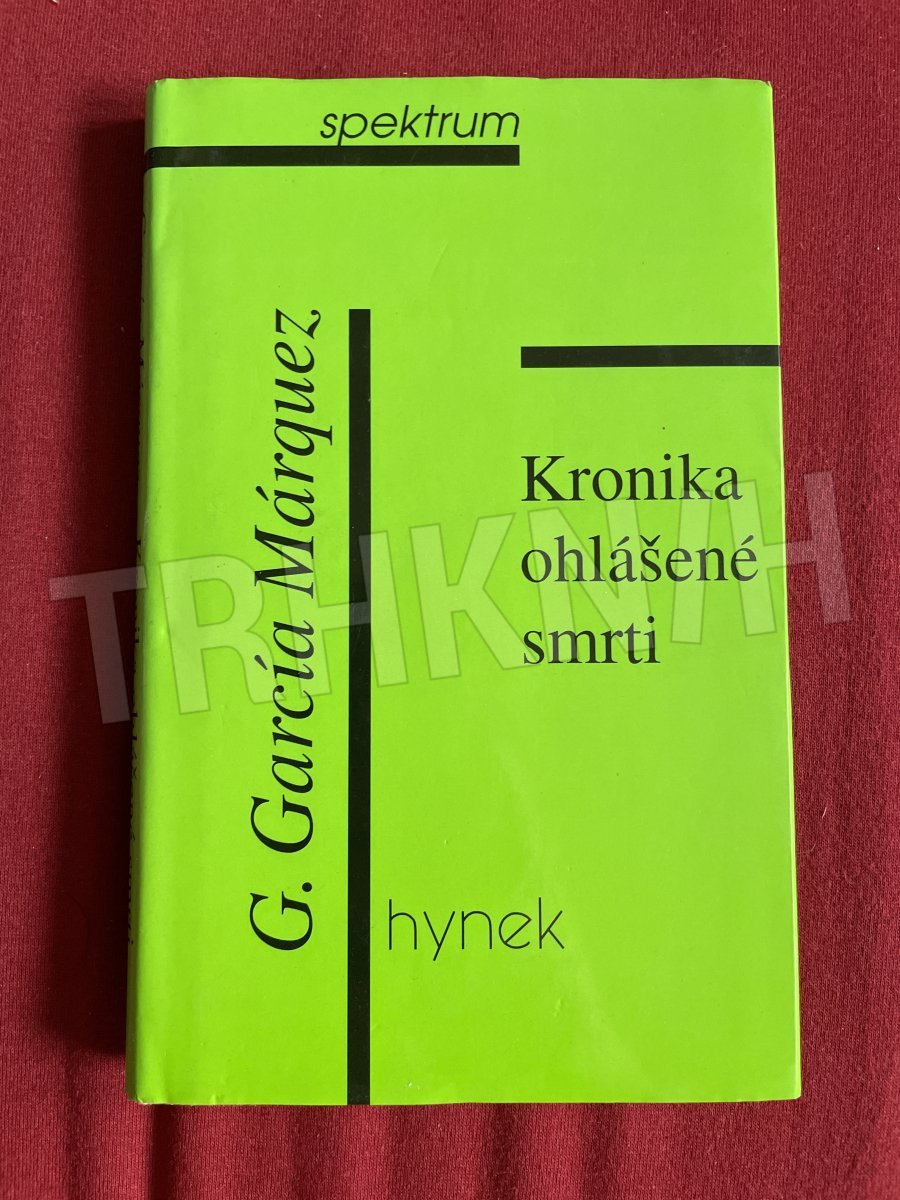 spektrum
G. García Márquez
Kronika
ohlášené
smrti
hynek
TRHKNIH